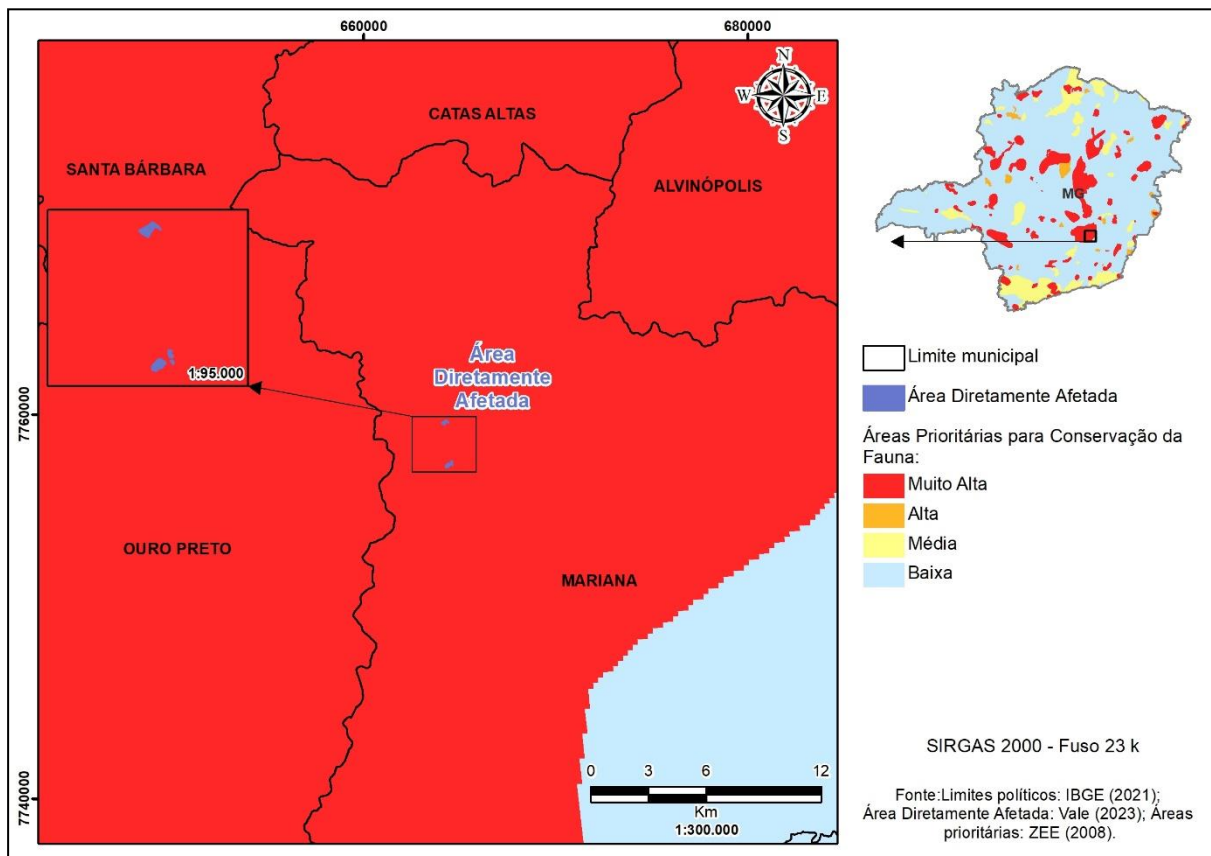 660000
680000
N
W
E
S
CATAS ALTAS
SANTA BÁRBARA
ALVINÓPOLIS
MG
Área
Diretamente
Afetada
1:95.000
7760000
OURO PRETO
MARIANA
7740000
0 3 6 12
Km
1:300.000
Limite municipal
Área Diretamente Afetada
Áreas Prioritárias para Conservação da
Fauna:
Muito Alta
Alta
Média
Baixa
SIRGAS 2000 - Fuso 23 k
Fonte:Limites políticos: IBGE (2021);
Área Diretamente Afetada: Vale (2023); Áreas
prioritárias: ZEE (2008).